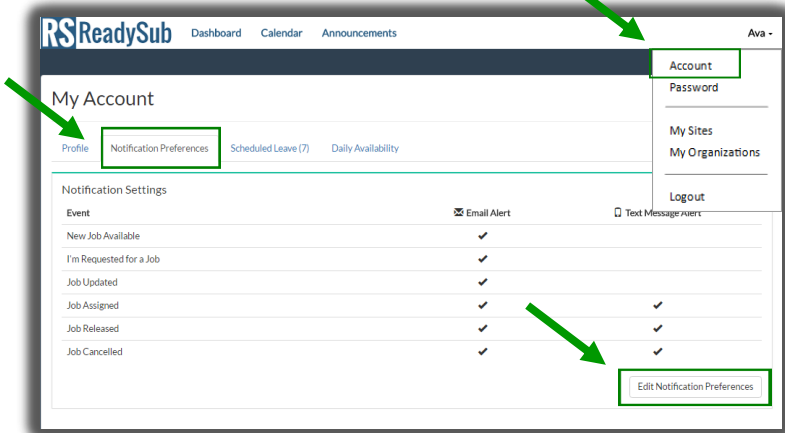 RS ReadySub Dashboard Calendar Announcements Ava
Account
Password
My Sites
My Organizations
Logout
My Account
Profile Notification Preferences Scheduled Leave (7) Daily Availability
Notification Settings
Event Email Alert Text Message Alert
New Job Available
I'm Requested for a Job
Job Updated
Job Assigned
Job Released
Job Cancelled
Edit Notification Preferences